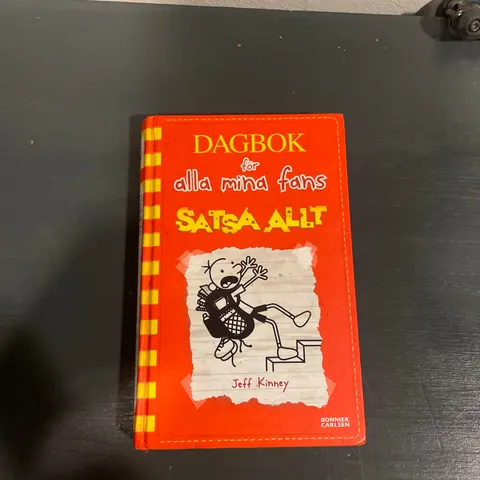 DAGBOK
för
alla mina fans
SATSA ALLT
Jeff Kinney
BONNIER
CARLSEN